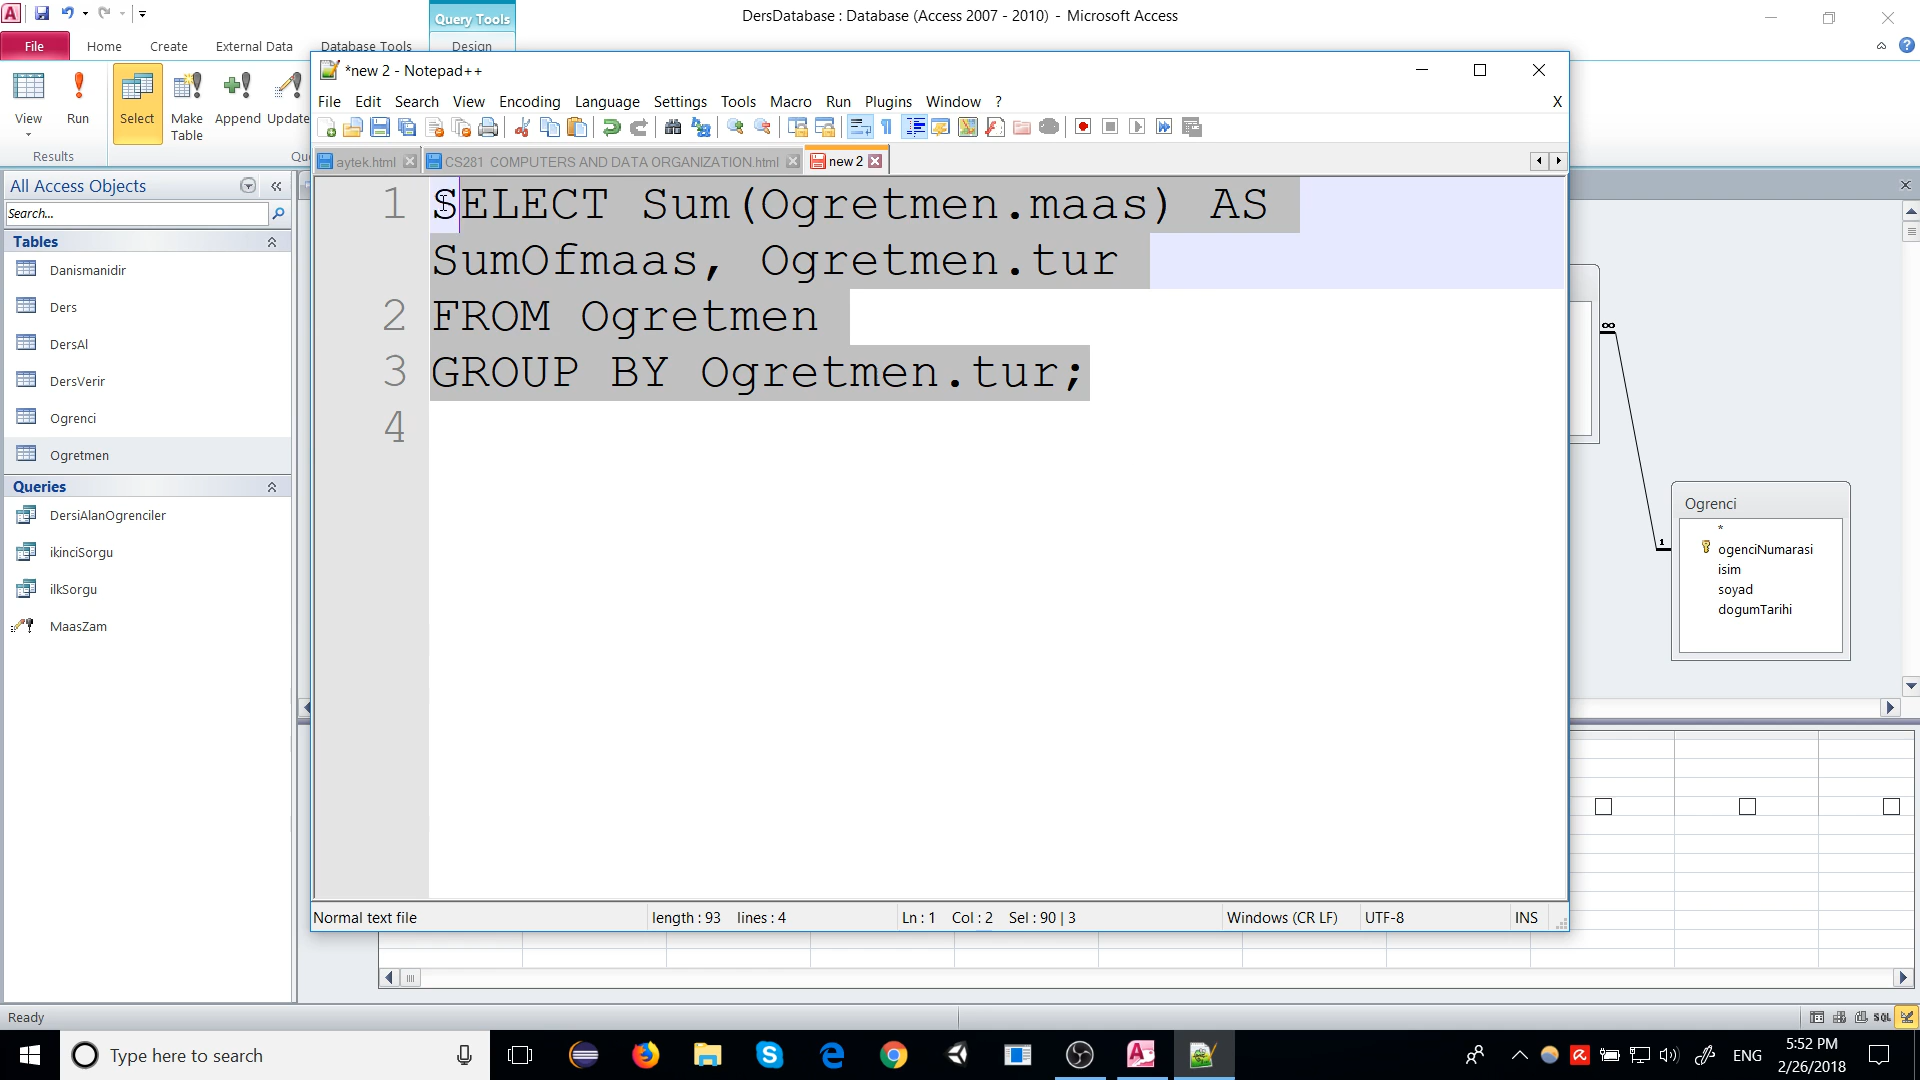 DersDatabase : Database (Access 2007 - 2010) - Microsoft Access
Query Tools
File
Home
Create
External Data
Database Tools
Design
View
Run
Select
Make
Table
Append
Update
Results
Qu
*new 2 - Notepad++
File Edit Search View Encoding Language Settings Tools Macro Run Plugins Window ?
X
aytek.html
CS281 COMPUTERS AND DATA ORGANIZATION.html
new 2
1 SELECT Sum(Ogretmen.maas) AS
SumOfmaas, Ogretmen.tur
2 FROM Ogretmen
3 GROUP BY Ogretmen.tur;
4
Normal text file
length : 93 lines : 4
Ln : 1 Col : 2 Sel : 90 | 3
Windows (CR LF)
UTF-8
INS
All Access Objects
Search...
Tables
Danismanidir
Ders
DersAl
DersVerir
Ogrenci
Ogretmen
Queries
DersiAlanOgrenciler
ikinciSorgu
ilkSorgu
MaasZam
∞
1
Ogrenci
*
ogenciNumarasi
isim
soyad
dogumTarihi
Ready
SQL
Type here to search
ENG
5:52 PM
2/26/2018